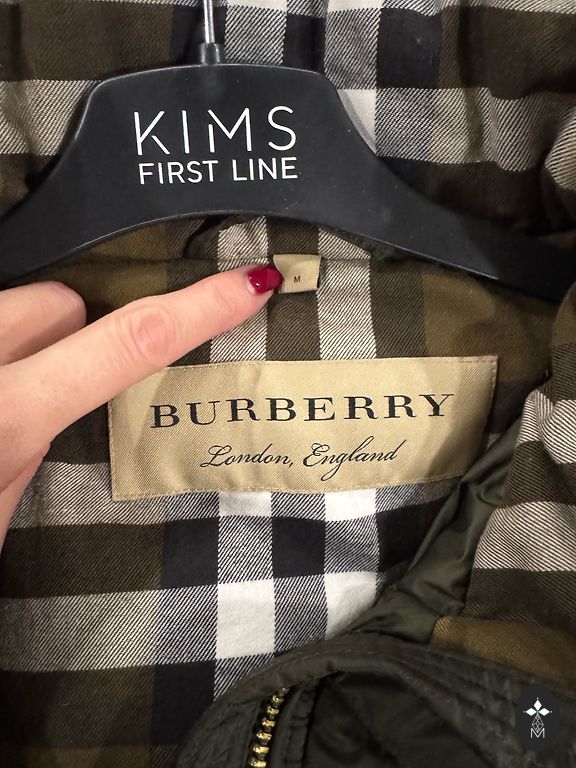 KIMS
FIRST LINE
M
BURBERRY
London, England
M